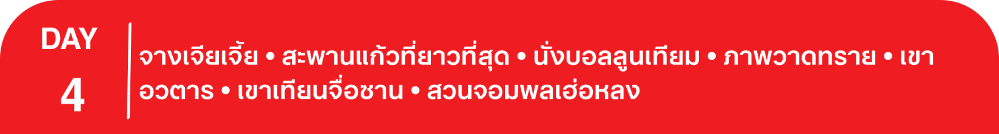 DAY
4
จางเจียเจี้ย • สะพานแก้วที่ยาวที่สุด • นั่งบอลลูนเทียม • ภาพวาดทราย • เขา
อวตาร • เขาเทียนจื่อซาน • สวนจอมพลเฮ่อหลง